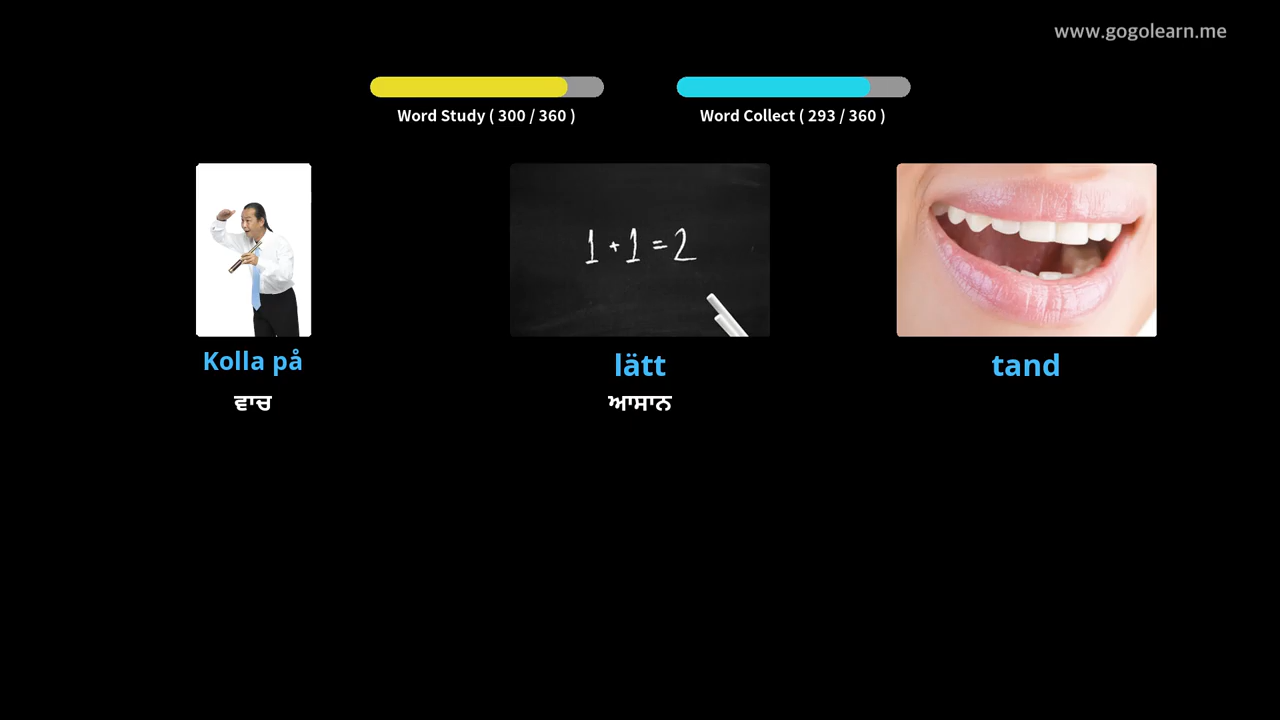 www.gogolearn.me
Word Study ( 300 / 360 )
Word Collect ( 293 / 360 )
1 + 1 = 2
Kolla på
lätt
tand
ਵਾਚ
ਆਸਾਨ